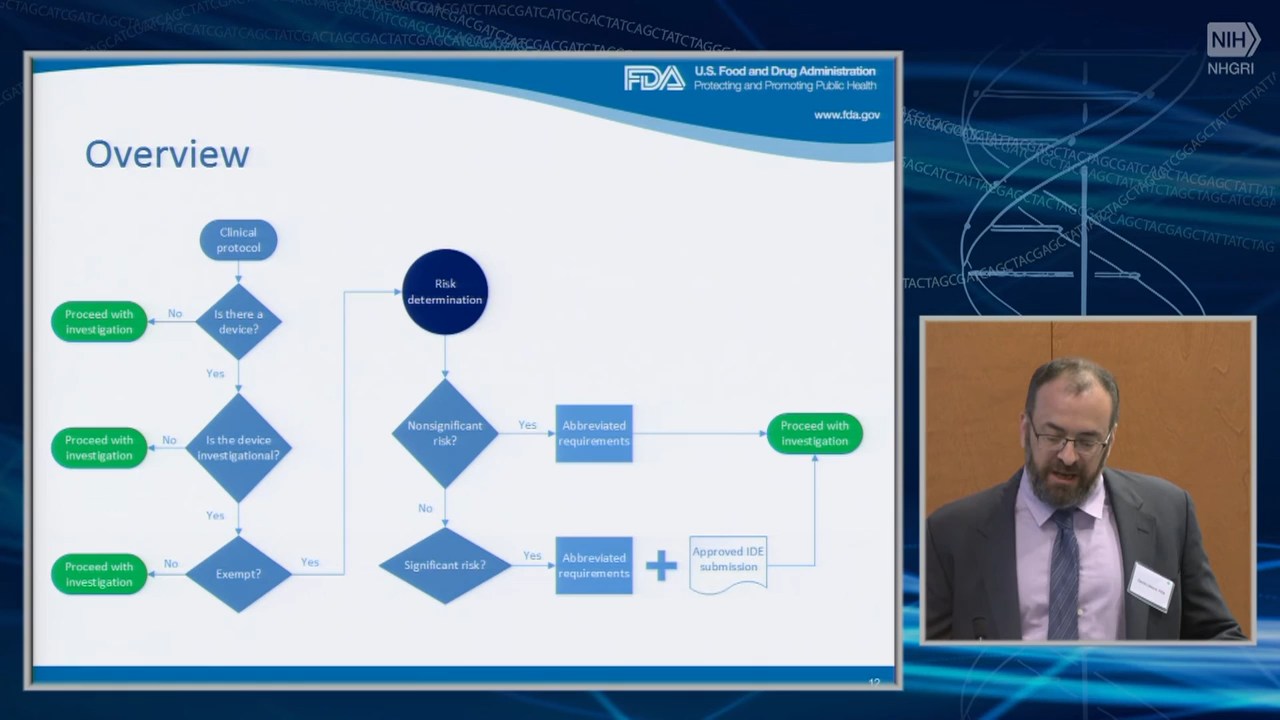 NIH
NHGRI
FDA
U.S. Food and Drug Administration
Protecting and Promoting Public Health
www.fda.gov
Overview
Clinical
protocol
Is there a
device?
No
Proceed with
investigation
Yes
Is the device
investigational?
No
Proceed with
investigation
Yes
Exempt?
No
Proceed with
investigation
Yes
Risk
determination
Nonsignificant
risk?
Yes
Abbreviated
requirements
Proceed with
investigation
No
Significant risk?
Yes
Abbreviated
requirements
+
Approved IDE
submission
12